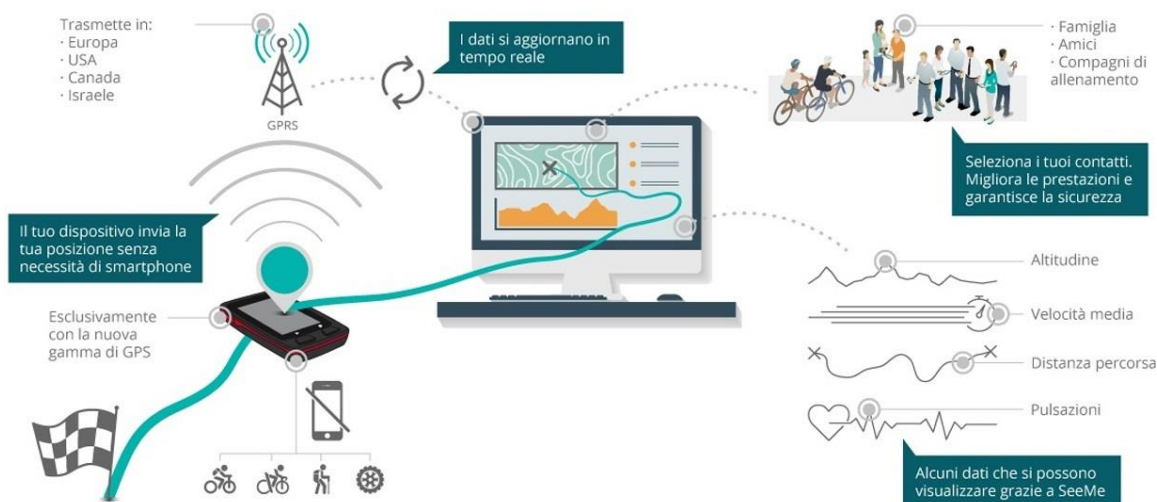 Trasmette in:
· Europa
· USA
· Canada
· Israele
GPRS
I dati si aggiornano in
tempo reale
· Famiglia
· Amici
· Compagni di
allenamento
Seleziona i tuoi contatti.
Migliora le prestazioni e
garantisce la sicurezza
Il tuo dispositivo invia la
tua posizione senza
necessità di smartphone
Esclusivamente
con la nuova
gamma di GPS
Altitudine
Velocità media
Distanza percorsa
Pulsazioni
Alcuni dati che si possono
visualizzare grazie a SeeMe